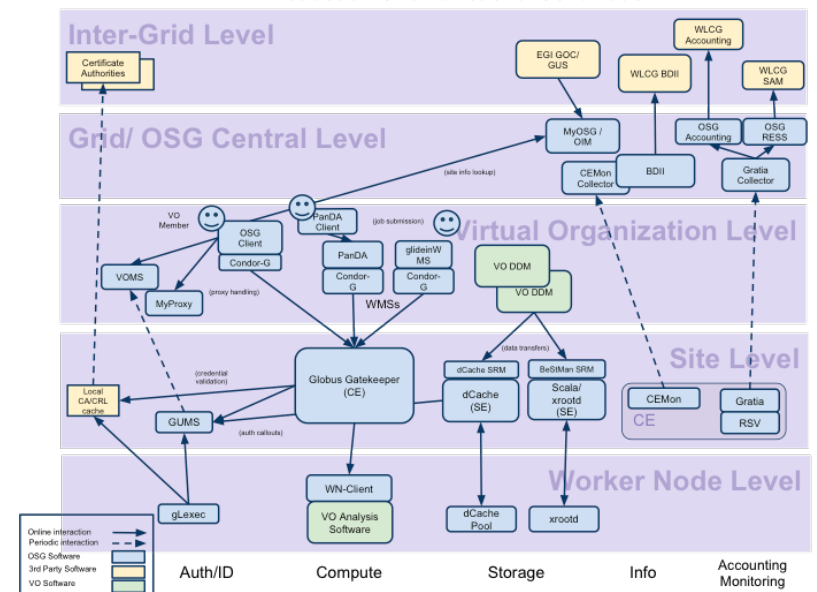 Inter-Grid Level
Certificate
Authorities
EGI GOC/
GUS
WLCG BDII
WLCG
Accounting
WLCG
SAM
Grid/ OSG Central Level
MyOSG /
OIM
OSG
Accounting
OSG
RESS
CEMon
Collector
BDII
Gratia
Collector
(site info lookup)
Virtual Organization Level
VO
Member
OSG
Client
Condor-G
PanDA
Client
(job submission)
PanDA
Condor-
G
glideinW
MS
Condor-
G
WMSs
VO DDM
VO DDM
VOMS
MyProxy
(proxy handling)
Site Level
(data transfers)
(credential
validation)
Local
CA/CRL
cache
GUMS
(auth callouts)
Globus Gatekeeper
(CE)
dCache SRM
dCache
(SE)
BeStMan SRM
Scala/
xrootd
(SE)
CEMon
CE
Gratia
RSV
Worker Node Level
gLexec
WN-Client
VO Analysis
Software
dCache
Pool
xrootd
Online interaction
Periodic interaction
OSG Software
3rd Party Software
VO Software
Auth/ID
Compute
Storage
Info
Accounting
Monitoring